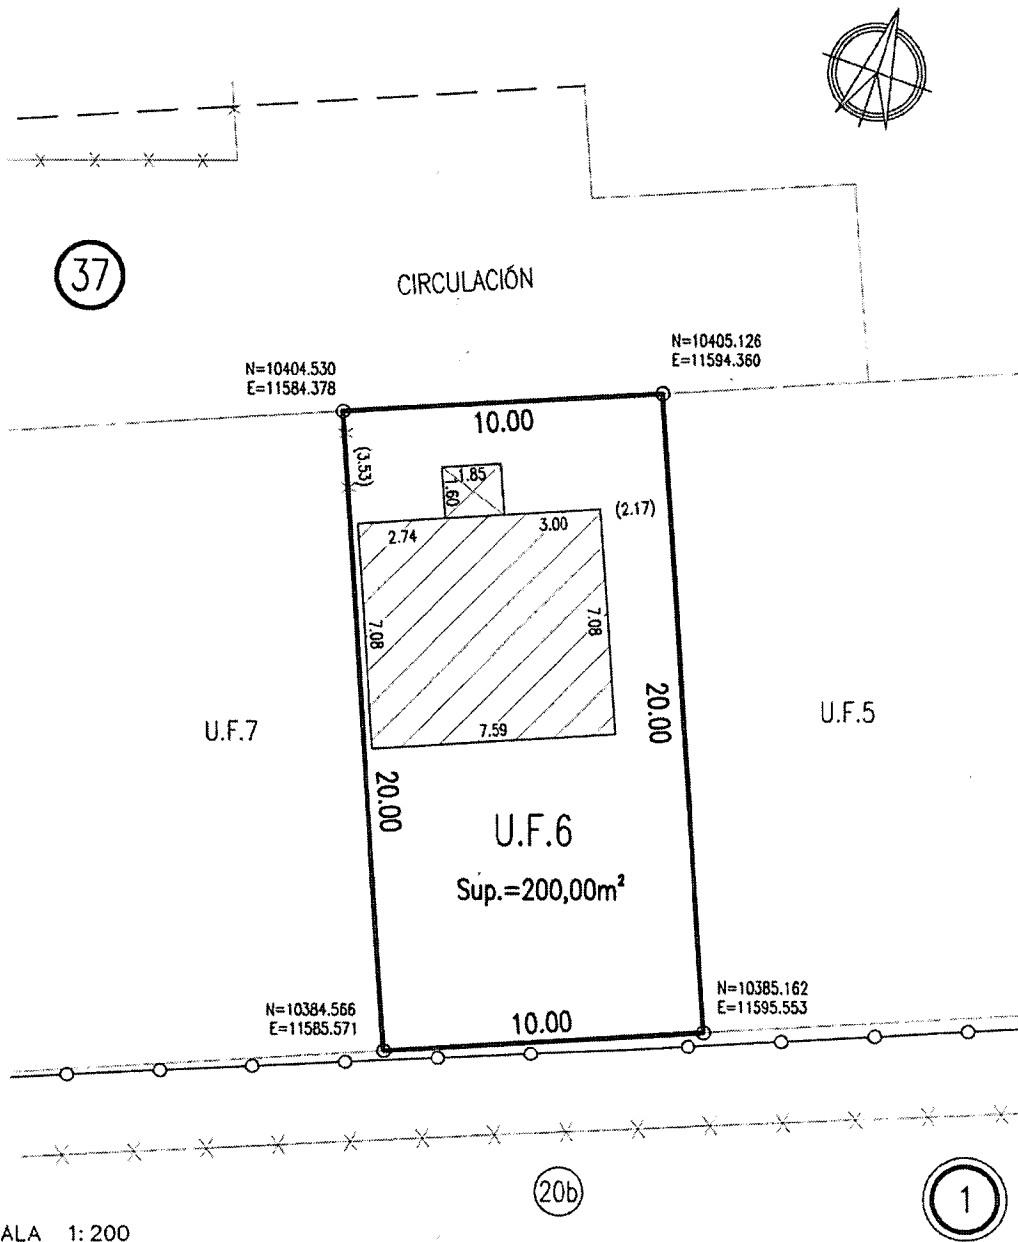 37
CIRCULACIÓN
N=10405.126
E=11594.360
N=10404.530
E=11584.378
10.00
(3.53)
1.85
1.60
(2.17)
2.74
3.00
7.08
7.08
7.59
20.00
20.00
U.F.7
U.F.5
U.F.6
Sup.=200,00m²
N=10384.566
E=11585.571
N=10385.162
E=11595.553
10.00
20b
1
ALA 1: 200